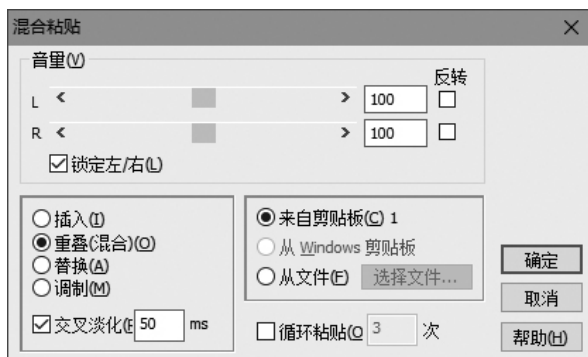 混合粘贴
音量(V)
反转
L 100
R 100
锁定左/右(L)
插入(I)
重叠(混合)(O)
替换(A)
调制(M)
交叉淡化(F 50 ms
来自剪贴板(C) 1
从 Windows 剪贴板
从文件(F) 选择文件...
循环粘贴(O 3 次
确定
取消
帮助(H)